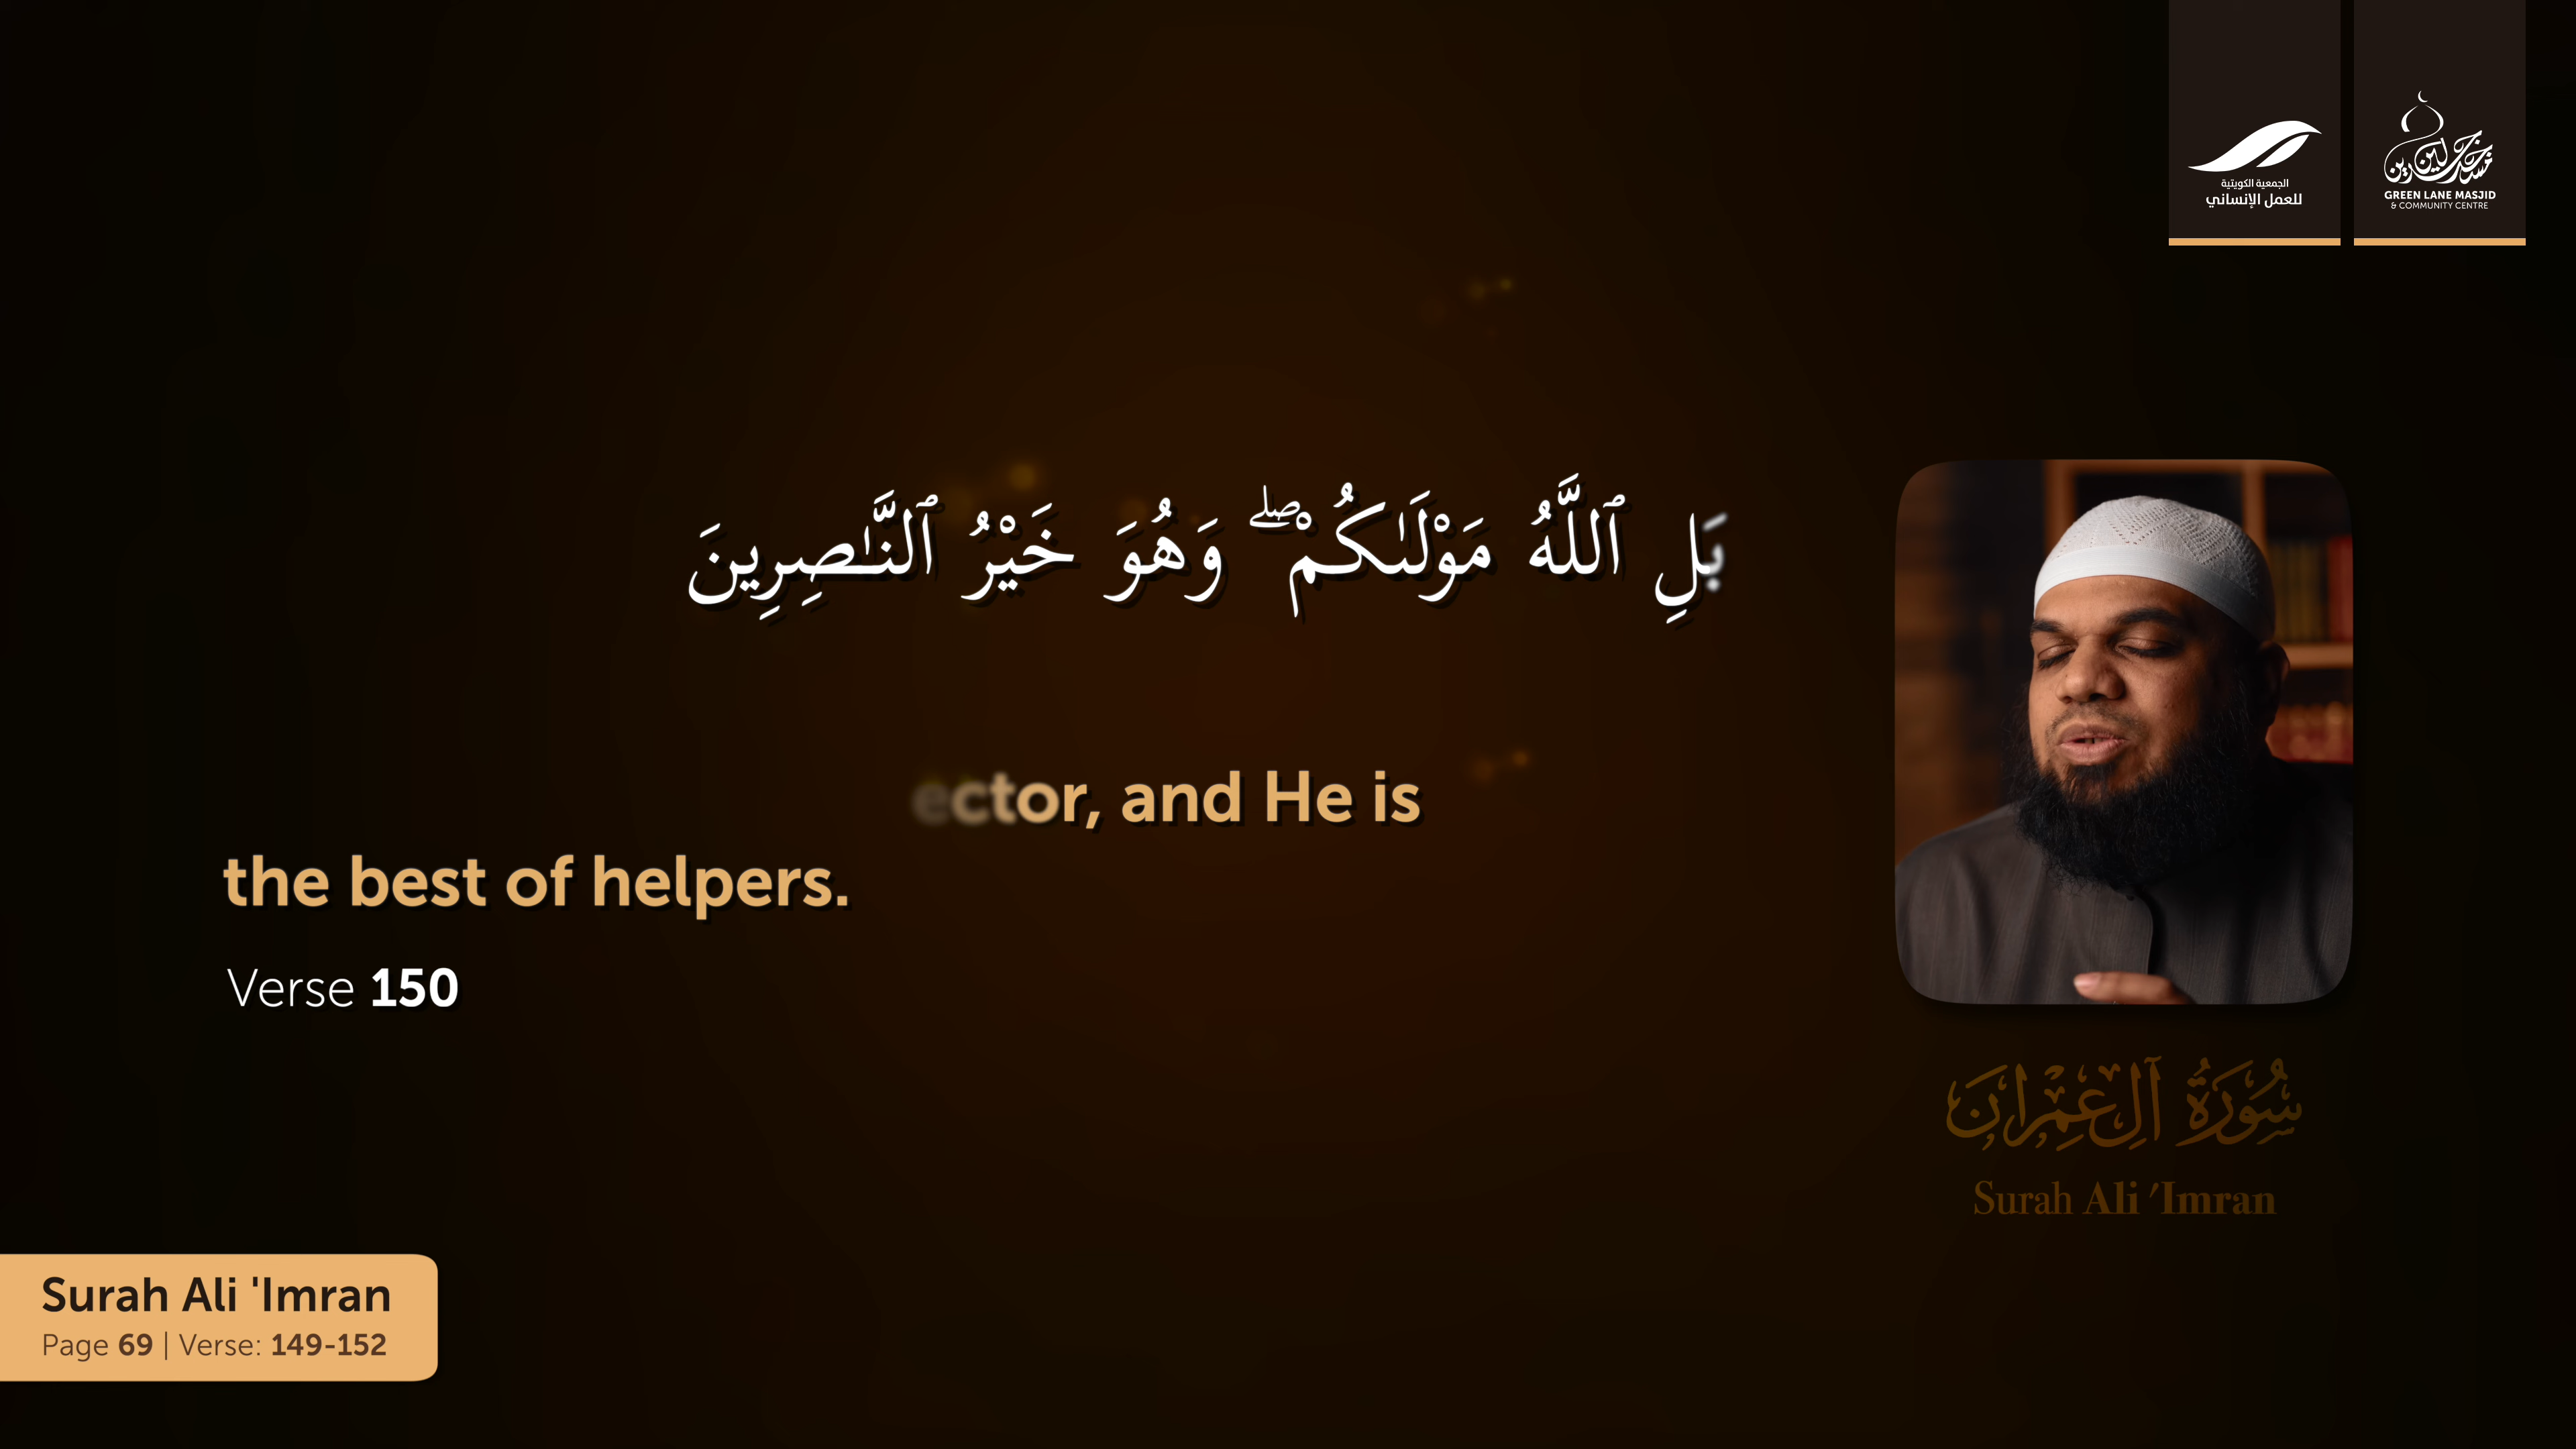 الجمعية الكويتية
للعمل الإنساني
GREEN LANE MASJID
& COMMUNITY CENTRE
بَلِ ٱللَّهُ مَوْلَىٰكُمْ ۖ وَهُوَ خَيْرُ ٱلنَّـٰصِرِينَ
ector, and He is
the best of helpers.
Verse 150
سُورَةُ آلِ عِمْرَانَ
Surah Ali 'Imran
Surah Ali 'Imran
Page 69 | Verse: 149-152